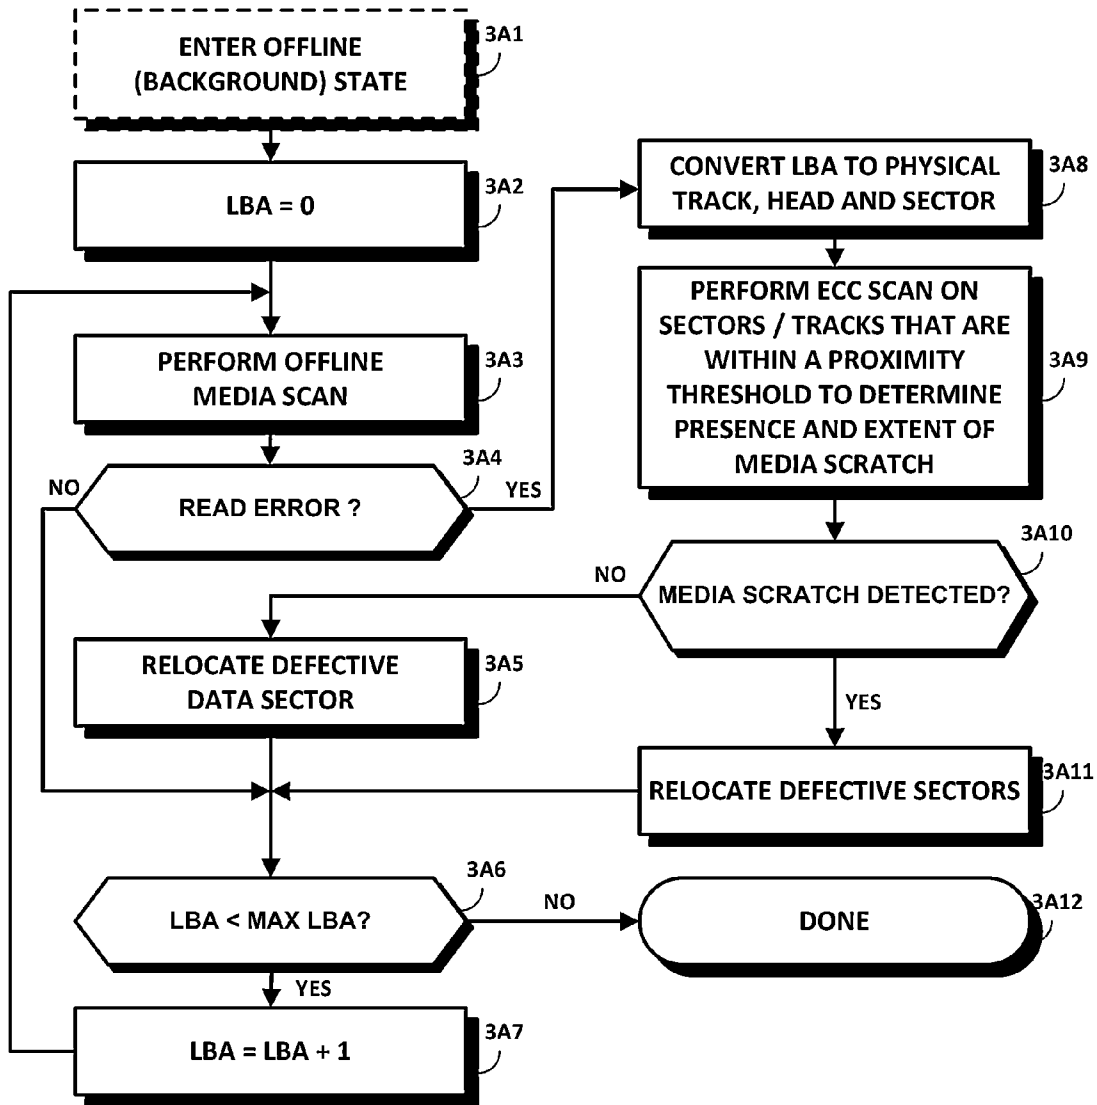 ENTER OFFLINE
(BACKGROUND) STATE
3A1
LBA = 0
3A2
PERFORM OFFLINE
MEDIA SCAN
3A3
READ ERROR ?
3A4
NO
YES
RELOCATE DEFECTIVE
DATA SECTOR
3A5
LBA < MAX LBA?
3A6
NO
YES
LBA = LBA + 1
3A7
CONVERT LBA TO PHYSICAL
TRACK, HEAD AND SECTOR
3A8
PERFORM ECC SCAN ON
SECTORS / TRACKS THAT ARE
WITHIN A PROXIMITY
THRESHOLD TO DETERMINE
PRESENCE AND EXTENT OF
MEDIA SCRATCH
3A9
MEDIA SCRATCH DETECTED?
3A10
NO
YES
RELOCATE DEFECTIVE SECTORS
3A11
DONE
3A12